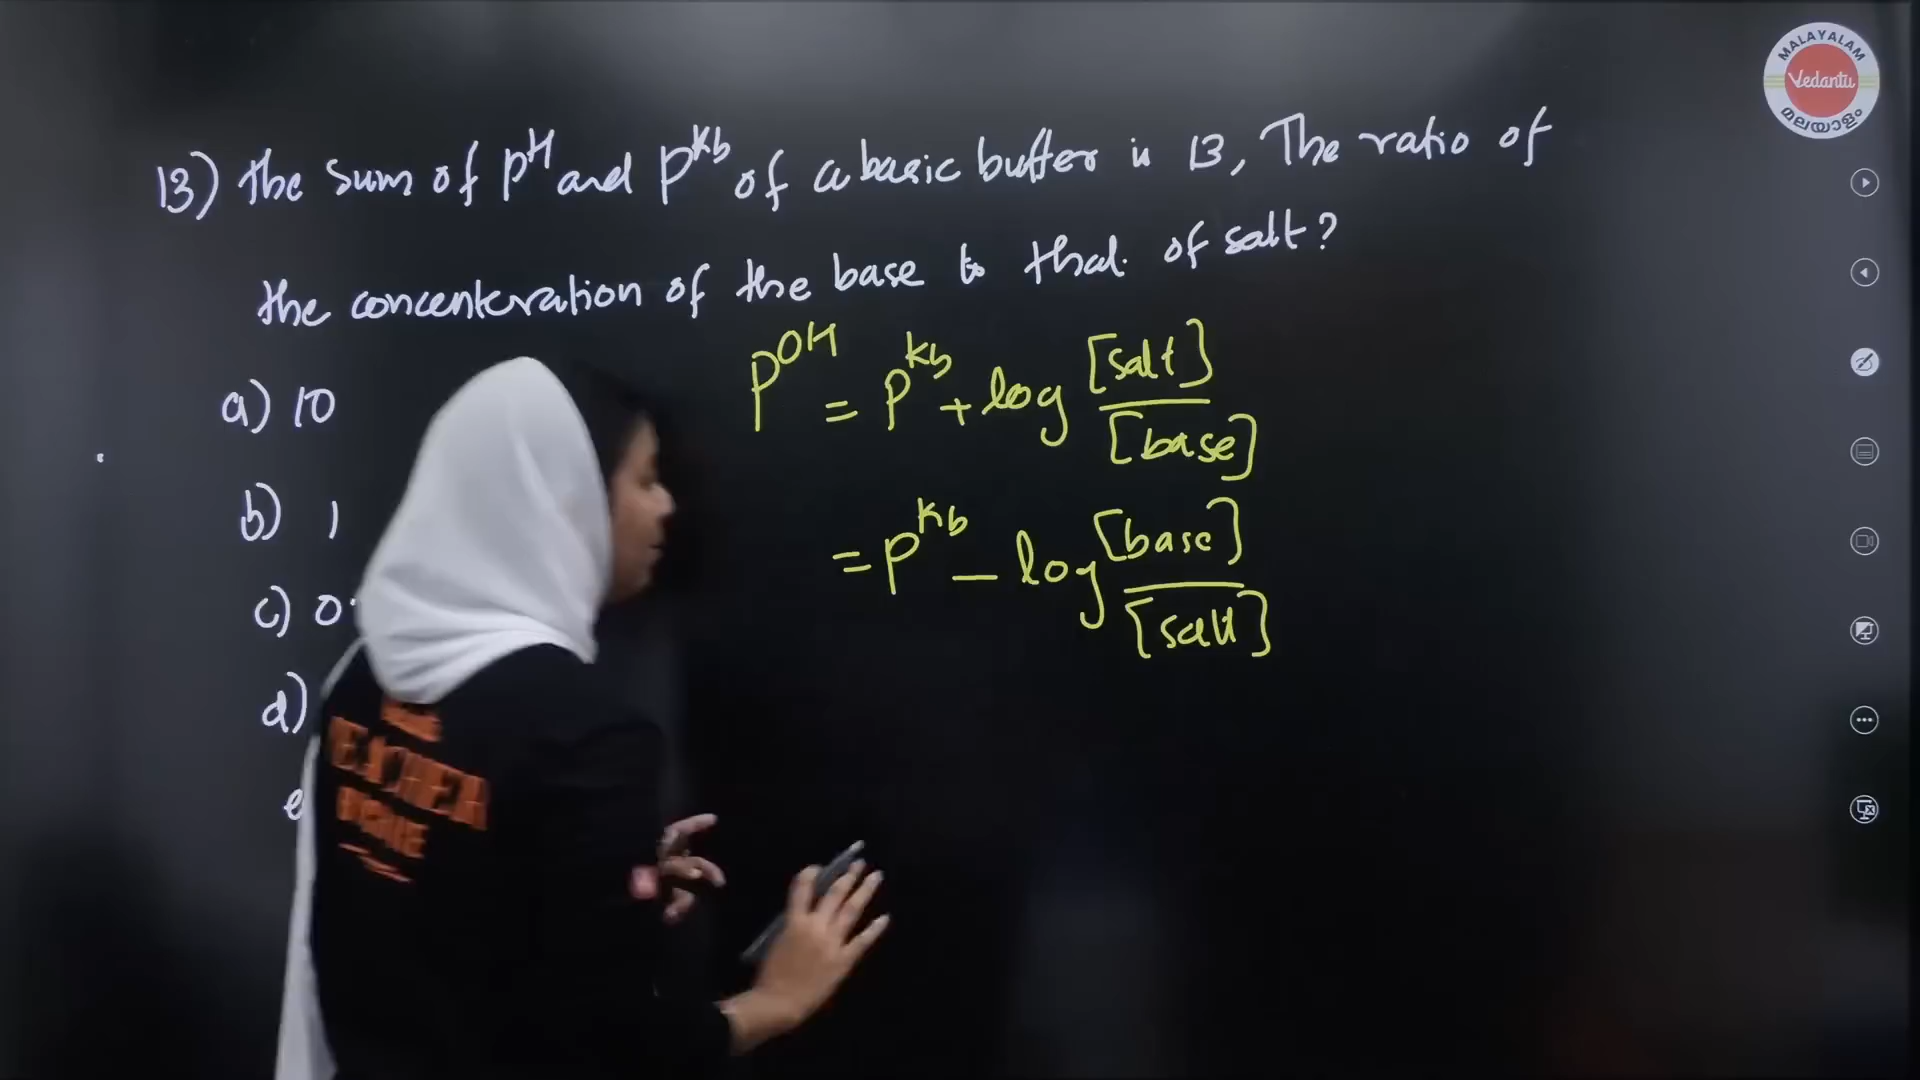 MALAYALAM
Vedantu
മലയാളം
13) the sum of pH and pKb of a basic buffer is 13, The ratio of
the concenteration of the base to that. of salt?
a) 10
b) 1
c) 0.
d)
e
pOH = pKb + log [salt] / [base]
= pKb - log [base] / [salt]